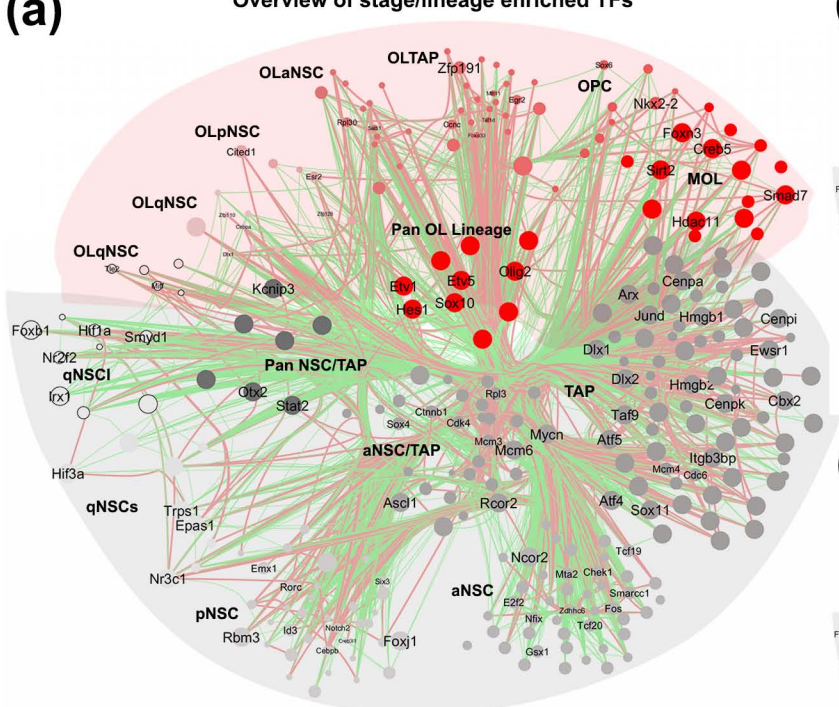 (a)
Overview of stage/lineage enriched TFs
OLTAP
Zfp191
Sox6
OLaNSC
OPC
Egr2
Nkx2-2
Rpl30
Ccnc
Foxn3
OLpNSC
Creb5
Cited1
Sirt2
MOL
Esr2
Smad7
OLqNSC
Hdac11
Pan OL Lineage
OLqNSC
Olig2
Kcnip3
Etv1
Etv5
Cenpa
Arx
Hes1
Sox10
Jund
Hmgb1
Cenpi
Foxb1
Hif1a
Smyd1
Dlx1
Ewsr1
Nr2f2
Pan NSC/TAP
qNSCI
Dlx2
Hmgb2
Irx1
Otx2
Rpl3
TAP
Cbx2
Stat2
Ctnnb1
Cenpk
Sox4
Cdk4
Taf9
Mycn
Atf5
Mcm3
aNSC/TAP
Mcm6
Itgb3bp
Hif3a
Mcm4
Cdc6
qNSCs
Ascl1
Rcor2
Atf4
Trps1
Sox11
Epas1
Tcf19
Ncor2
Nr3c1
Emx1
Mta2
Chek1
Rorc
Six3
aNSC
Smarcc1
E2f2
Zdhhc6
Fos
pNSC
Nfix
Tcf20
Id3
Notch2
Rbm3
Foxj1
Cebpb
Gsx1